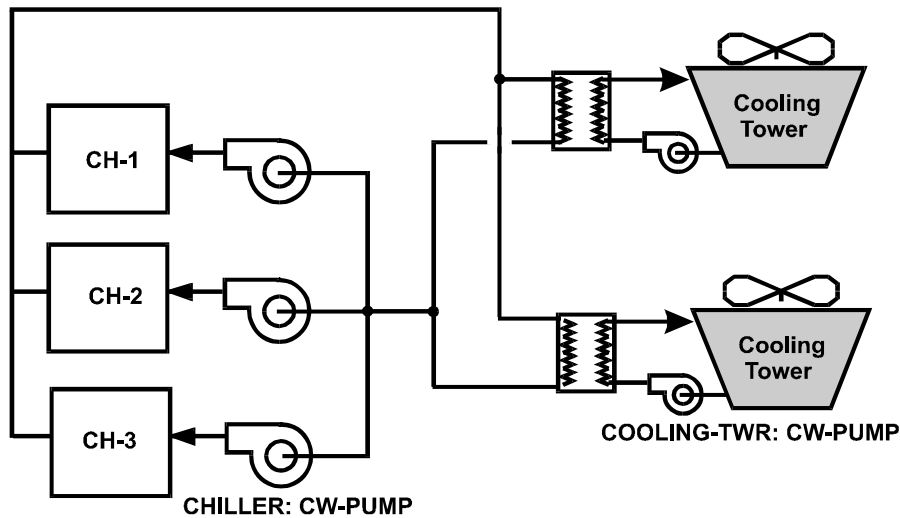 CH-1
Cooling
Tower
CH-2
Cooling
Tower
CH-3
COOLING-TWR: CW-PUMP
CHILLER: CW-PUMP